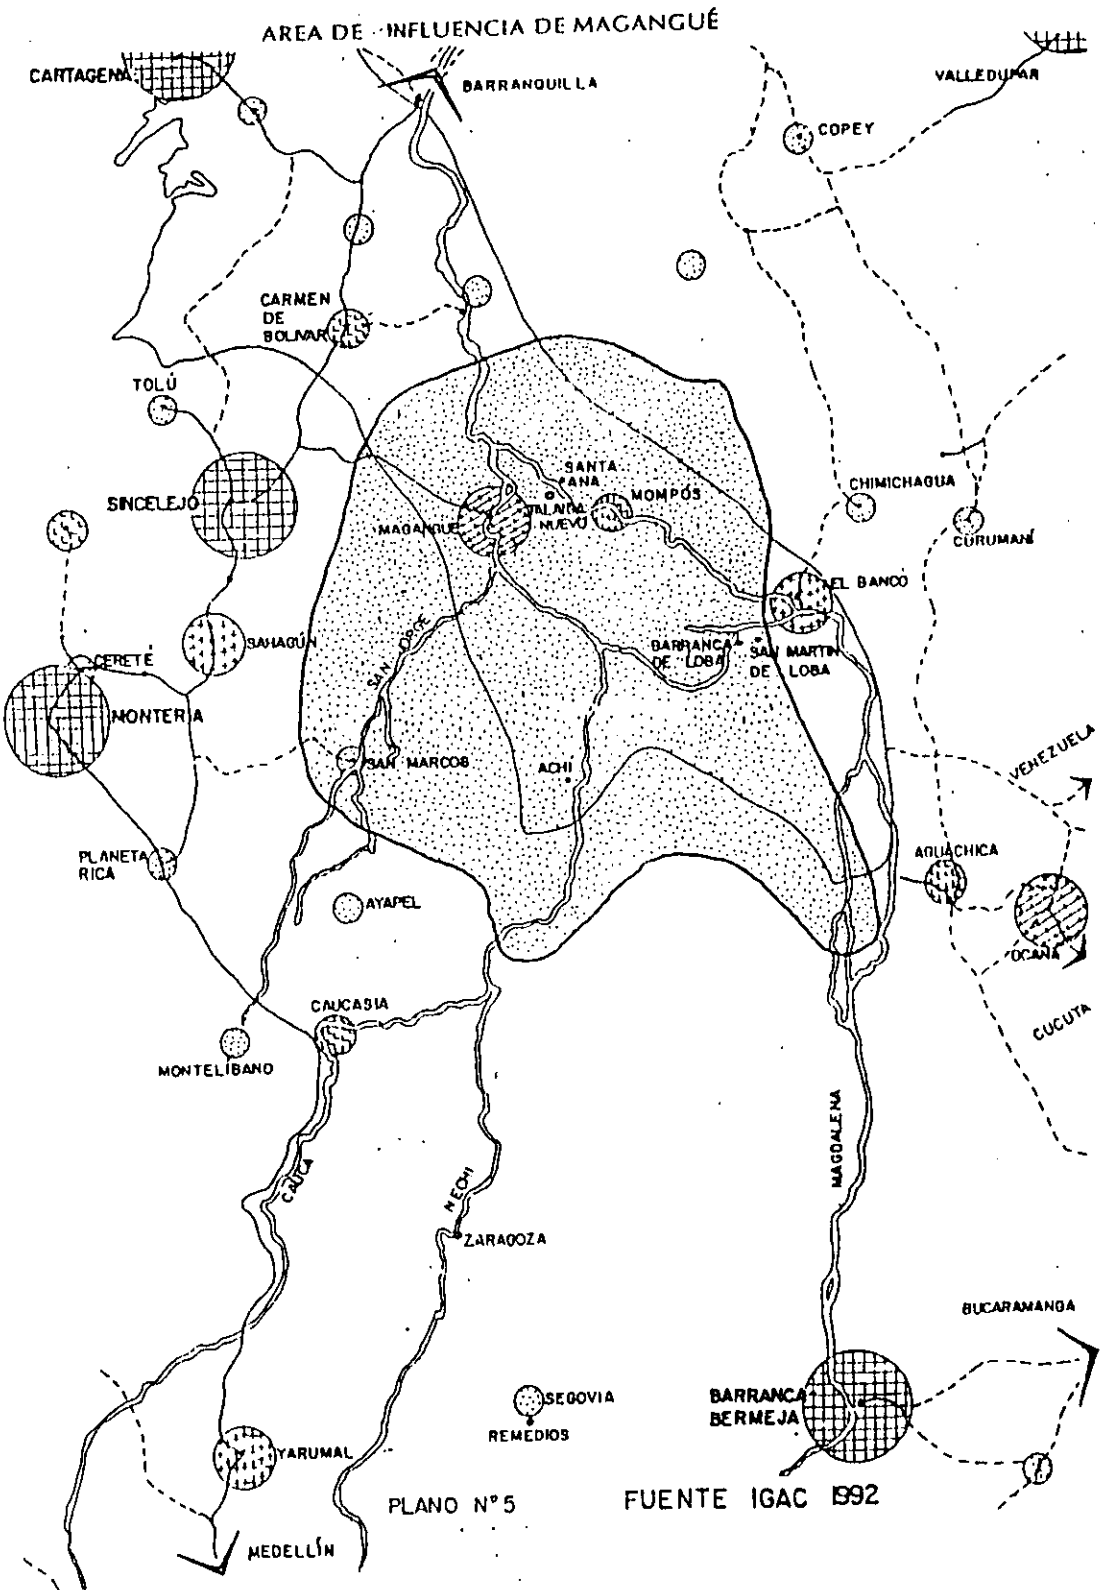 AREA DE INFLUENCIA DE MAGANGUÉ
CARTAGENA
BARRANQUILLA
VALLEDUPAR
COPEY
CARMEN
DE
BOLIVAR
TOLÚ
SINCELEJO
SANTA
ANA
MOMPÓS
CHIMICHAGUA
MAGANGUE
TALAIGA
NUEVO
CURUMANÍ
EL BANCO
SAHAGÚN
SAN JORGE
BARRANCA
DE LOBA
SAN MARTIN
DE LOBA
CERETÉ
MONTERIA
SAN MARCOS
ACHI
VENEZUELA
PLANETA
RICA
AGUACHICA
AYAPEL
OCAÑA
CAUCASIA
CUCUTA
MONTELIBANO
MAGDALENA
CAUCA
NECHI
ZARAGOZA
BUCARAMANGA
BARRANCA
BERMEJA
SEGOVIA
REMEDIOS
YARUMAL
PLANO Nº 5
FUENTE IGAC 1992
MEDELLÍN